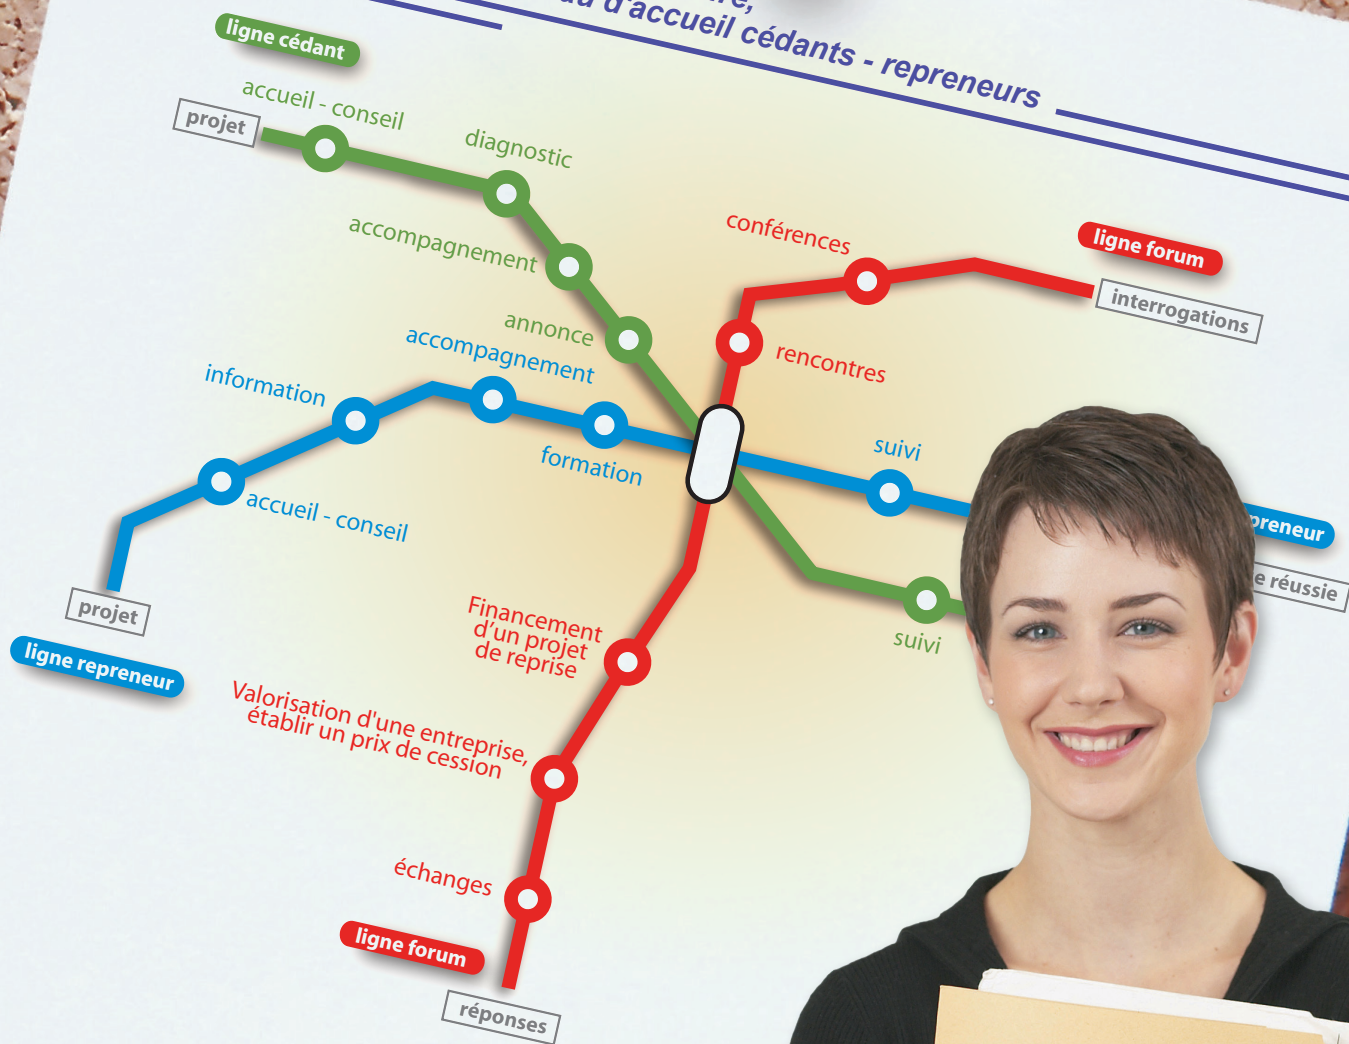 d'accueil cédants - repreneurs
ligne cédant
accueil - conseil
projet
diagnostic
accompagnement
annonce
conférences
ligne forum
interrogations
rencontres
accompagnement
information
formation
accueil - conseil
suivi
projet
ligne repreneur
réussie
suivi
Financement
d'un projet
de reprise
Valorisation d'une entreprise,
établir un prix de cession
échanges
ligne forum
réponses